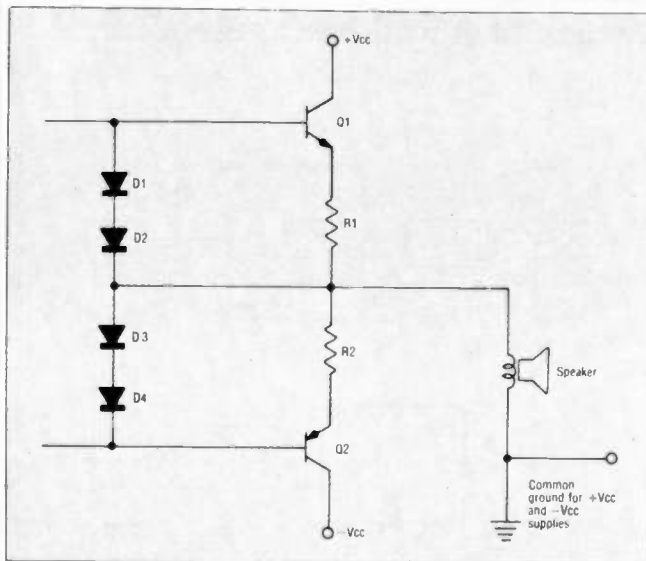 +Vcc
Q1
D1
R1
D2
D3
R2
Speaker
D4
Q2
Common
ground for +Vcc
and −Vcc
supplies
−Vcc